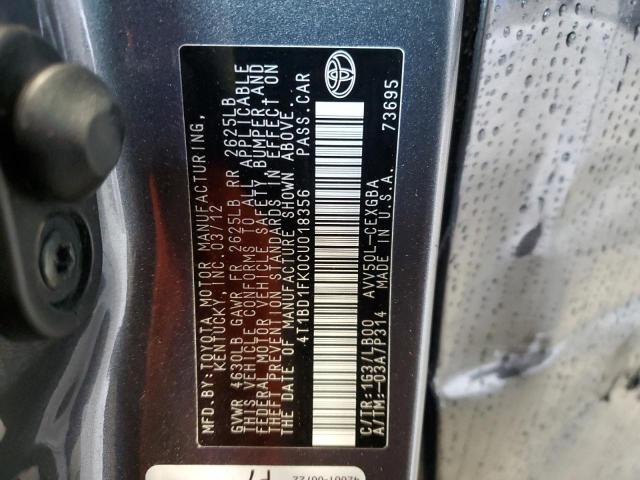 MFD.BY:TOYOTA MOTOR MANUFACTURING,
KENTUCKY, INC. 03/12
GVWR 4630LB GAWR FR 2625LB RR 2625LB
THIS VEHICLE CONFORMS TO ALL APPLICABLE
FEDERAL MOTOR VEHICLE SAFETY, BUMPER, AND
THEFT PREVENTION STANDARDS IN EFFECT ON
THE DATE OF MANUFACTURE SHOWN ABOVE.
4T1BD1FK0CU018356 PASS.CAR
C/TR:1G3/LB00 AVV50L-CEXGBA
A/TM:-03A/P314 MADE IN U.S.A. 73695